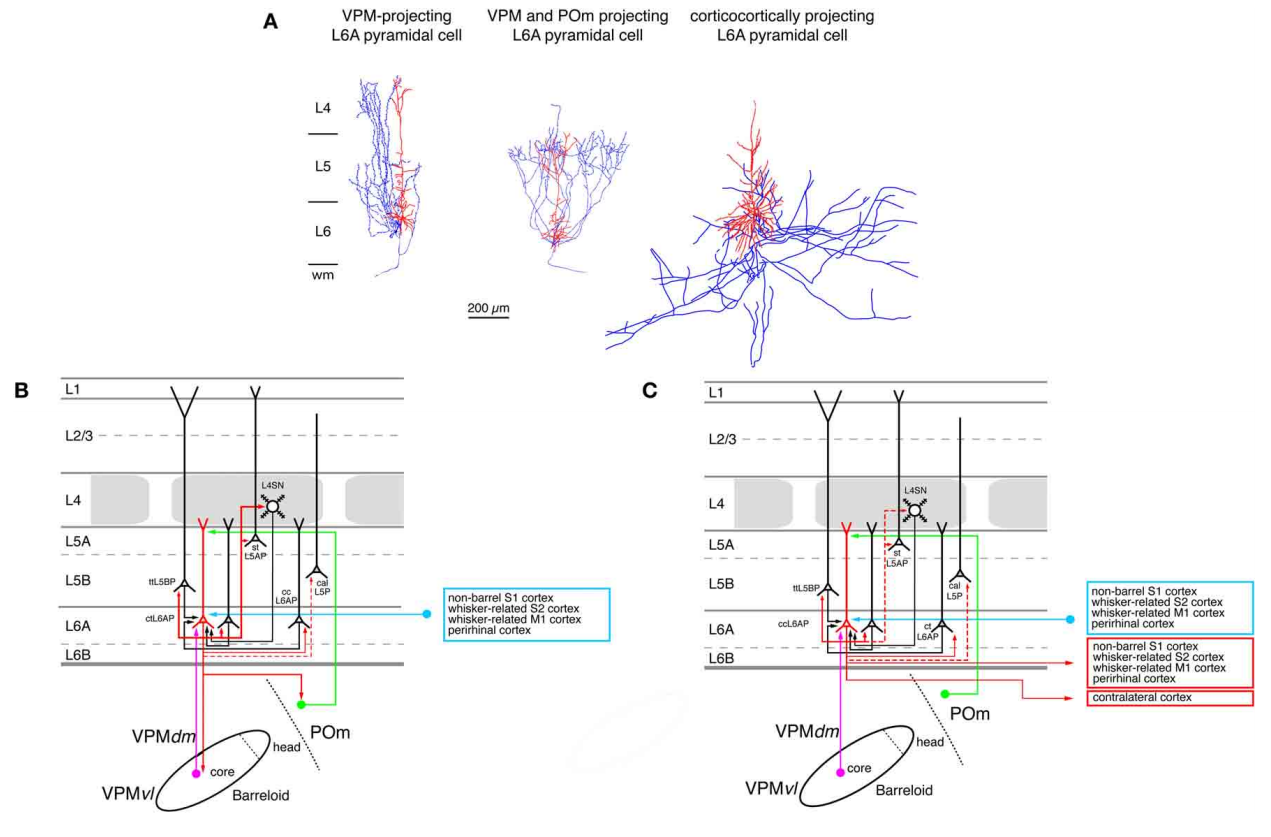 A
VPM-projecting
L6A pyramidal cell
VPM and POm projecting
L6A pyramidal cell
corticocortically projecting
L6A pyramidal cell
L4
L5
L6
wm
200 µm
B
L1
L2/3
L4
L4SN
L5A
st
L5AP
L5B
ttL5BP
cc
L6AP
cal
L5P
L6A
ctL6AP
L6B
non-barrel S1 cortex
whisker-related S2 cortex
whisker-related M1 cortex
perirhinal cortex
POm
VPMdm
head
core
VPMvl
Barreloid
C
L1
L2/3
L4
L4SN
L5A
st
L5AP
L5B
ttL5BP
cal
L5P
L6A
ccL6AP
ct
L6AP
L6B
non-barrel S1 cortex
whisker-related S2 cortex
whisker-related M1 cortex
perirhinal cortex
non-barrel S1 cortex
whisker-related S2 cortex
whisker-related M1 cortex
perirhinal cortex
contralateral cortex
POm
VPMdm
head
core
VPMvl
Barreloid